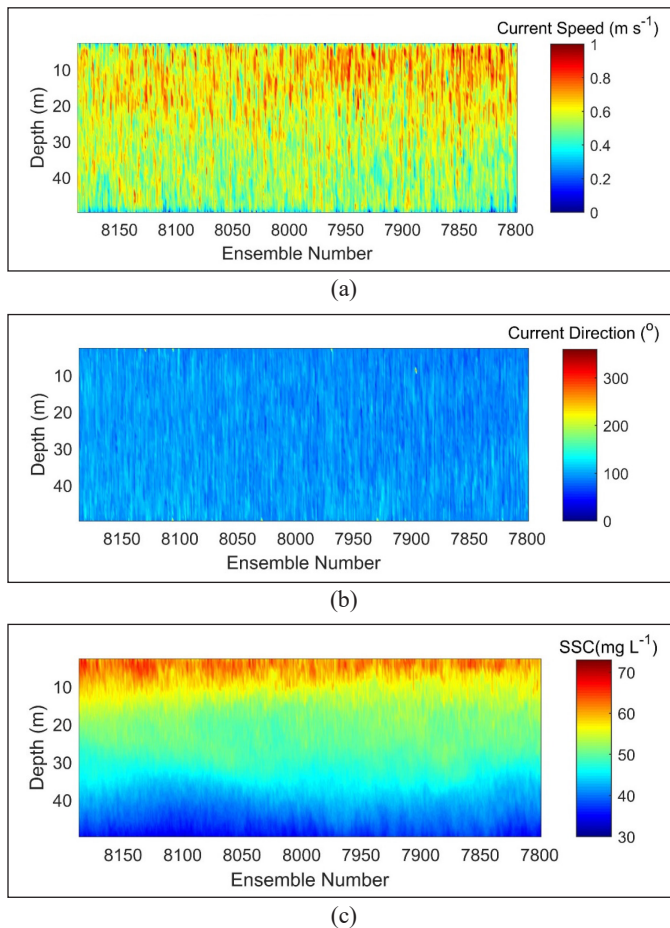 Current Speed (m s⁻¹)
10
20
30
40
Depth (m)
8150 8100 8050 8000 7950 7900 7850 7800
Ensemble Number
1
0.8
0.6
0.4
0.2
0
(a)
Current Direction (°)
10
20
30
40
Depth (m)
8150 8100 8050 8000 7950 7900 7850 7800
Ensemble Number
300
200
100
0
(b)
SSC(mg L⁻¹)
10
20
30
40
Depth (m)
8150 8100 8050 8000 7950 7900 7850 7800
Ensemble Number
70
60
50
40
30
(c)